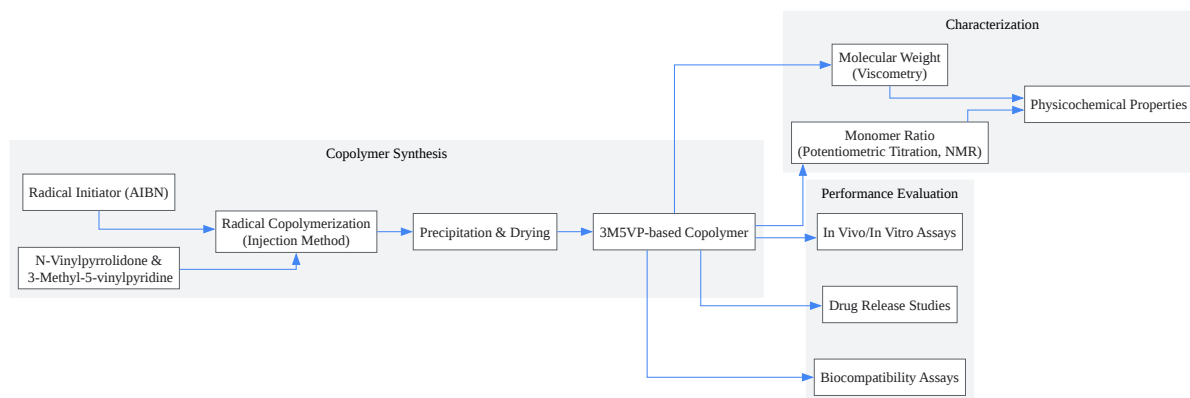 Characterization
Molecular Weight
(Viscometry)
Physicochemical Properties
Monomer Ratio
(Potentiometric Titration, NMR)
Copolymer Synthesis
Radical Initiator (AIBN)
Radical Copolymerization
(Injection Method)
Precipitation & Drying
3M5VP-based Copolymer
N-Vinylpyrrolidone &
3-Methyl-5-vinylpyridine
Performance Evaluation
In Vivo/In Vitro Assays
Drug Release Studies
Biocompatibility Assays